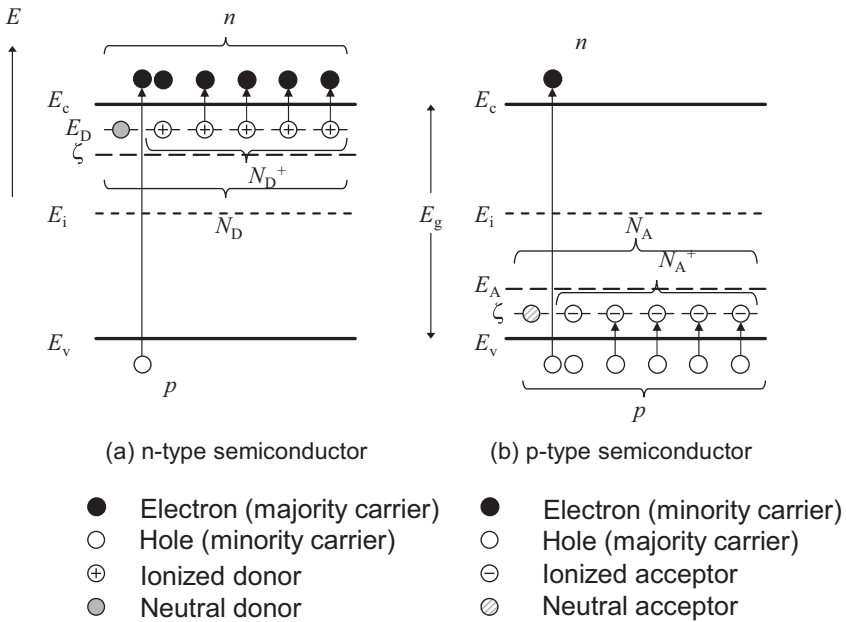 E
n
n
E_c
E_c
E_D
ζ
N_D^+
E_i
N_D
E_g
E_i
N_A
N_A^+
E_A
ζ
E_v
E_v
p
p
(a) n-type semiconductor
(b) p-type semiconductor
Electron (majority carrier)
Hole (minority carrier)
Ionized donor
Neutral donor
Electron (minority carrier)
Hole (majority carrier)
Ionized acceptor
Neutral acceptor